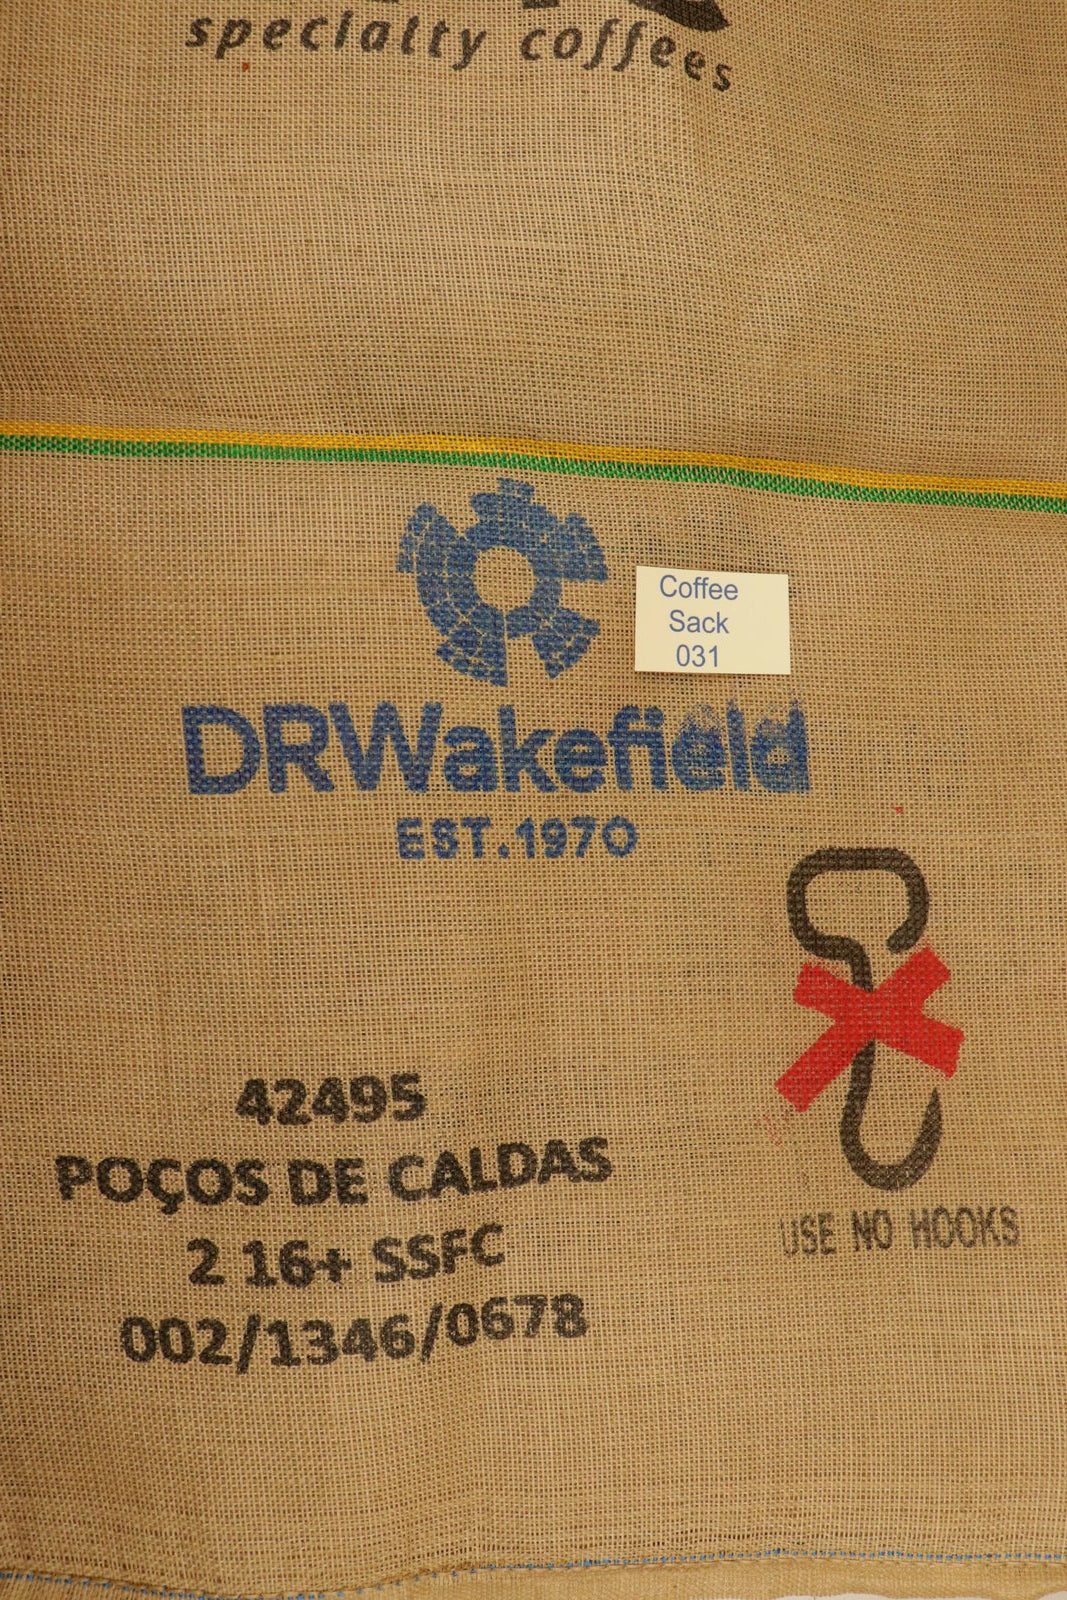 specialty coffees
Coffee
Sack
031
DRWakefield
EST.1970
42495
POÇOS DE CALDAS
2 16+ SSFC
002/1346/0678
USE NO HOOKS